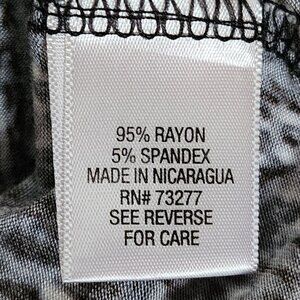 95% RAYON
5% SPANDEX
MADE IN NICARAGUA
RN# 73277
SEE REVERSE
FOR CARE